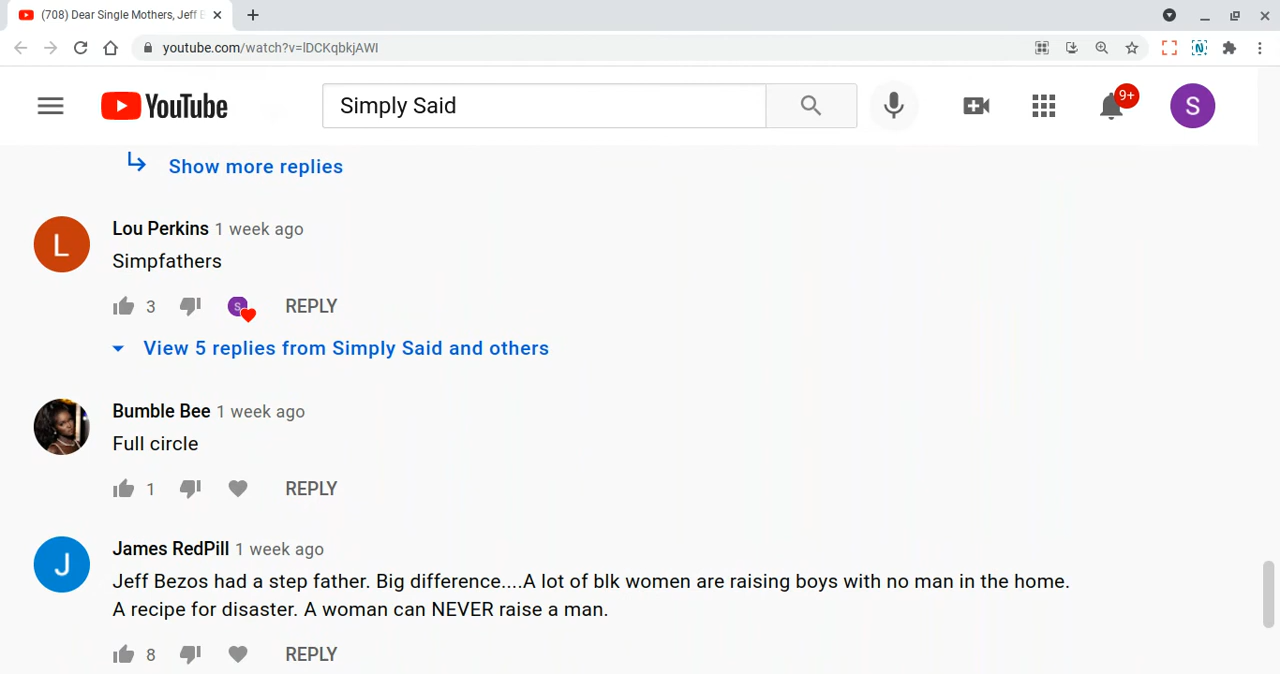 (708) Dear Single Mothers, Jeff
youtube.com/watch?v=lDCKqbkjAWI
YouTube
Simply Said
9+
S
Show more replies
L
Lou Perkins 1 week ago
Simpfathers
3
S
REPLY
View 5 replies from Simply Said and others
Bumble Bee 1 week ago
Full circle
1
REPLY
J
James RedPill 1 week ago
Jeff Bezos had a step father. Big difference....A lot of blk women are raising boys with no man in the home.
A recipe for disaster. A woman can NEVER raise a man.
8
REPLY